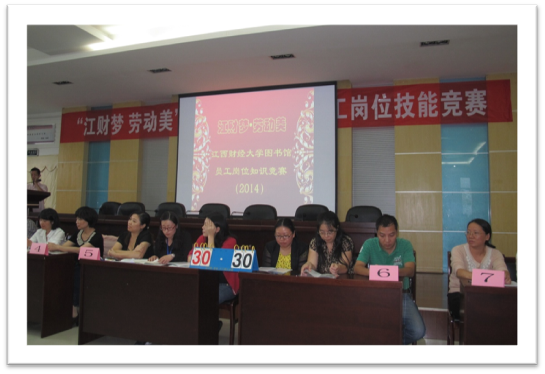 “江财梦 劳动美”
工岗位技能竞赛
江财梦·劳动美
江西财经大学图书馆
员工岗位知识竞赛
(2014)
4
5
30
30
6
7